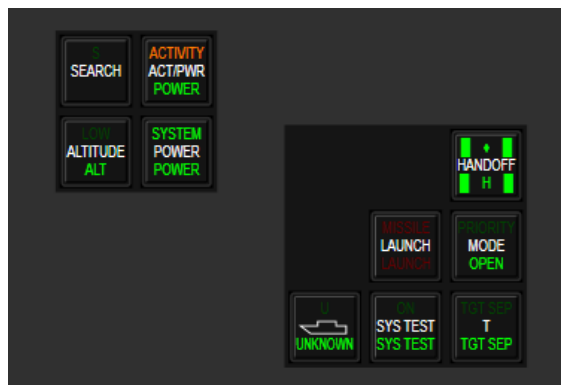 S
SEARCH
ACTIVITY
ACT/PWR
POWER
LOW
ALTITUDE
ALT
SYSTEM
POWER
POWER
HANDOFF
H
MISSILE
LAUNCH
LAUNCH
PRIORITY
MODE
OPEN
U
UNKNOWN
ON
SYS TEST
SYS TEST
TGT SEP
T
TGT SEP